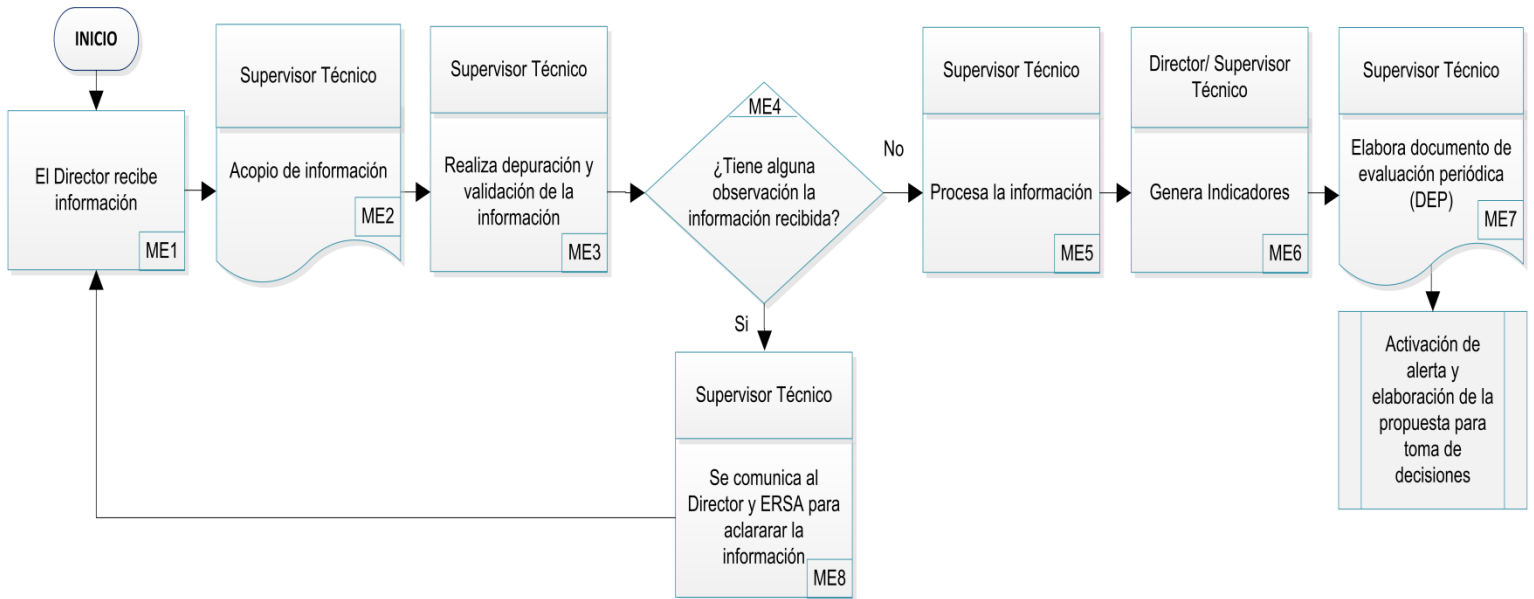 INICIO
El Director recibe
información
ME1
Supervisor Técnico
Acopio de información
ME2
Supervisor Técnico
Realiza depuración y
validación de la
información
ME3
ME4
¿Tiene alguna
observación la
información recibida?
No
Si
Supervisor Técnico
Procesa la información
ME5
Director/ Supervisor
Técnico
Genera Indicadores
ME6
Supervisor Técnico
Elabora documento de
evaluación periódica
(DEP)
ME7
Activación de
alerta y
elaboración de la
propuesta para
toma de
decisiones
Supervisor Técnico
Se comunica al
Director y ERSA para
aclararar la
información
ME8